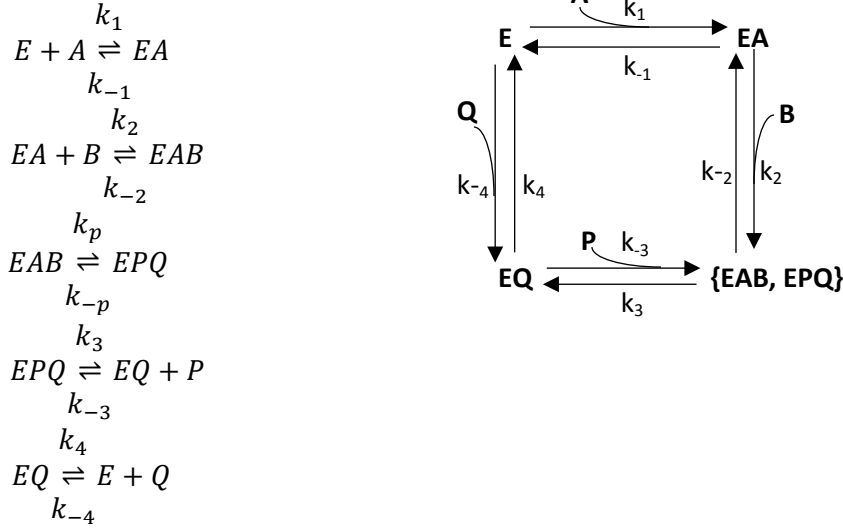 k₁
E + A ⇌ EA
k₋₁
k₂
EA + B ⇌ EAB
k₋₂
kₚ
EAB ⇌ EPQ
k₋ₚ
k₃
EPQ ⇌ EQ + P
k₋₃
k₄
EQ ⇌ E + Q
k₋₄
k₁
E
EA
k₋₁
Q
B
k-₄
k₄
k-₂
k₂
P
k₋₃
EQ
{EAB, EPQ}
k₃